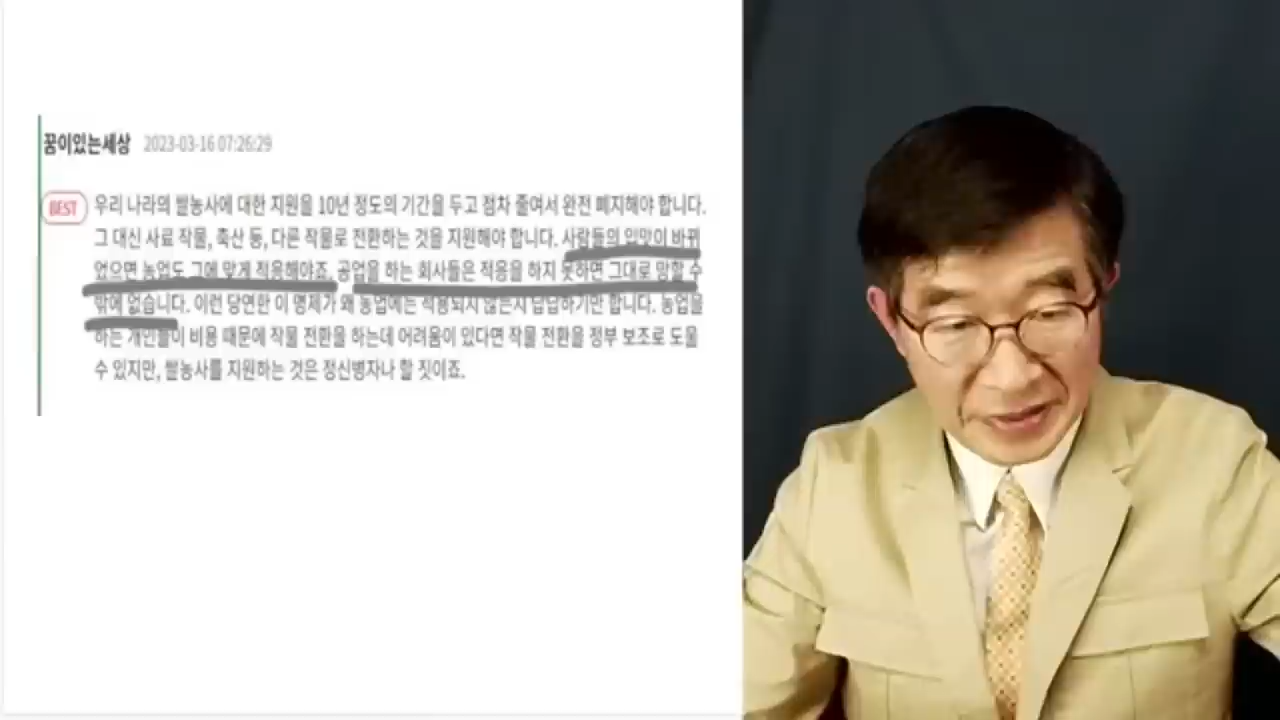 꿈이있는세상 2023-03-16 07:26:29
BEST 우리 나라의 쌀농사에 대한 지원을 10년 정도의 기간을 두고 점차 줄여서 완전 폐지해야 합니다.
그 대신 사료 작물, 축산 등, 다른 작물로 전환하는 것을 지원해야 합니다. 사람들의 입맛이 바뀌
었으면 농업도 그에 맞게 적응해야죠. 공업을 하는 회사들은 적응을 하지 못하면 그대로 망할 수
밖에 없습니다. 이런 당연한 이 명제가 왜 농업에는 적용되지 않는지 답답하기만 합니다. 농업을
하는 개인들이 비용 때문에 작물 전환을 하는데 어려움이 있다면 작물 전환을 정부 보조로 도울
수 있지만, 쌀농사를 지원하는 것은 정신병자나 할 짓이죠.